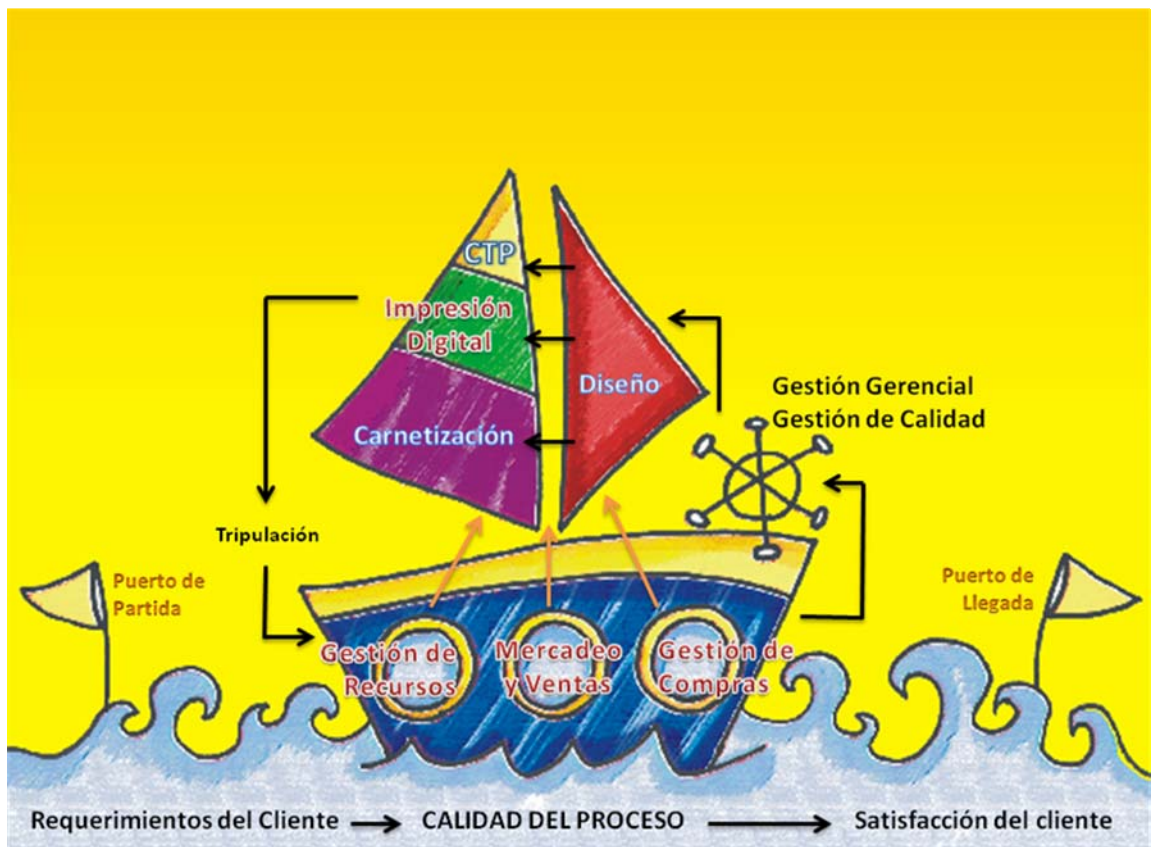 CTP
Impresión
Digital
Diseño
Carnetización
Gestión Gerencial
Gestión de Calidad
Tripulación
Puerto de
Partida
Puerto de
Llegada
Gestión de
Recursos
Mercadeo
y Ventas
Gestión de
Compras
Requerimientos del Cliente
CALIDAD DEL PROCESO
Satisfacción del cliente